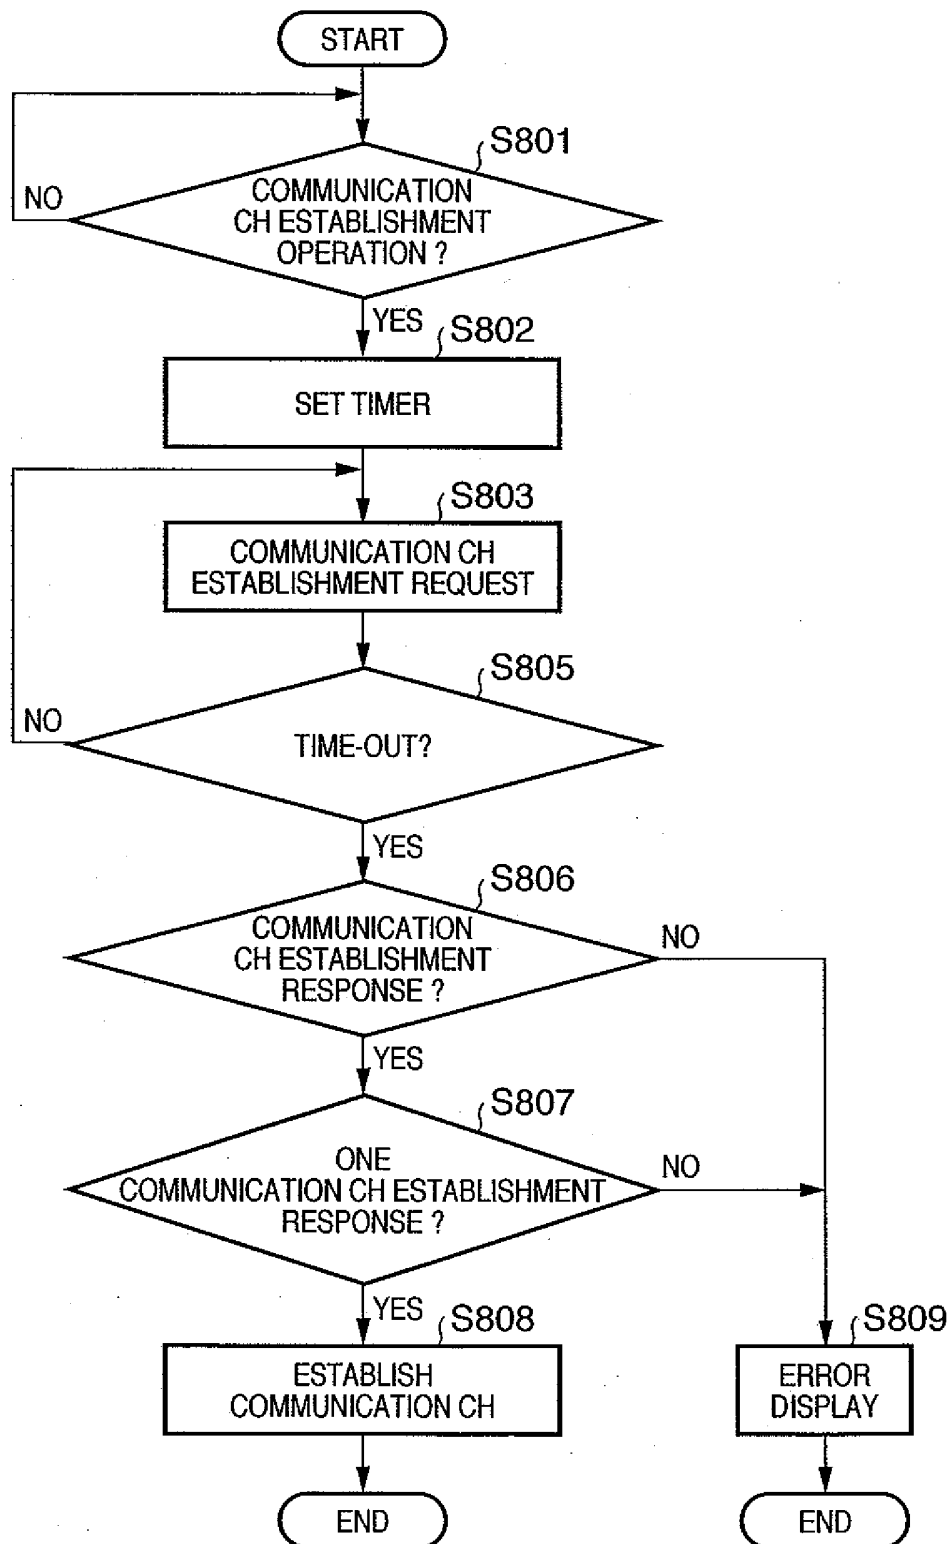 START
S801
COMMUNICATION
CH ESTABLISHMENT
OPERATION ?
NO
YES
S802
SET TIMER
S803
COMMUNICATION CH
ESTABLISHMENT REQUEST
S805
TIME-OUT?
NO
YES
S806
COMMUNICATION
CH ESTABLISHMENT
RESPONSE ?
NO
YES
S807
ONE
COMMUNICATION CH ESTABLISHMENT
RESPONSE ?
NO
YES
S808
ESTABLISH
COMMUNICATION CH
S809
ERROR
DISPLAY
END
END